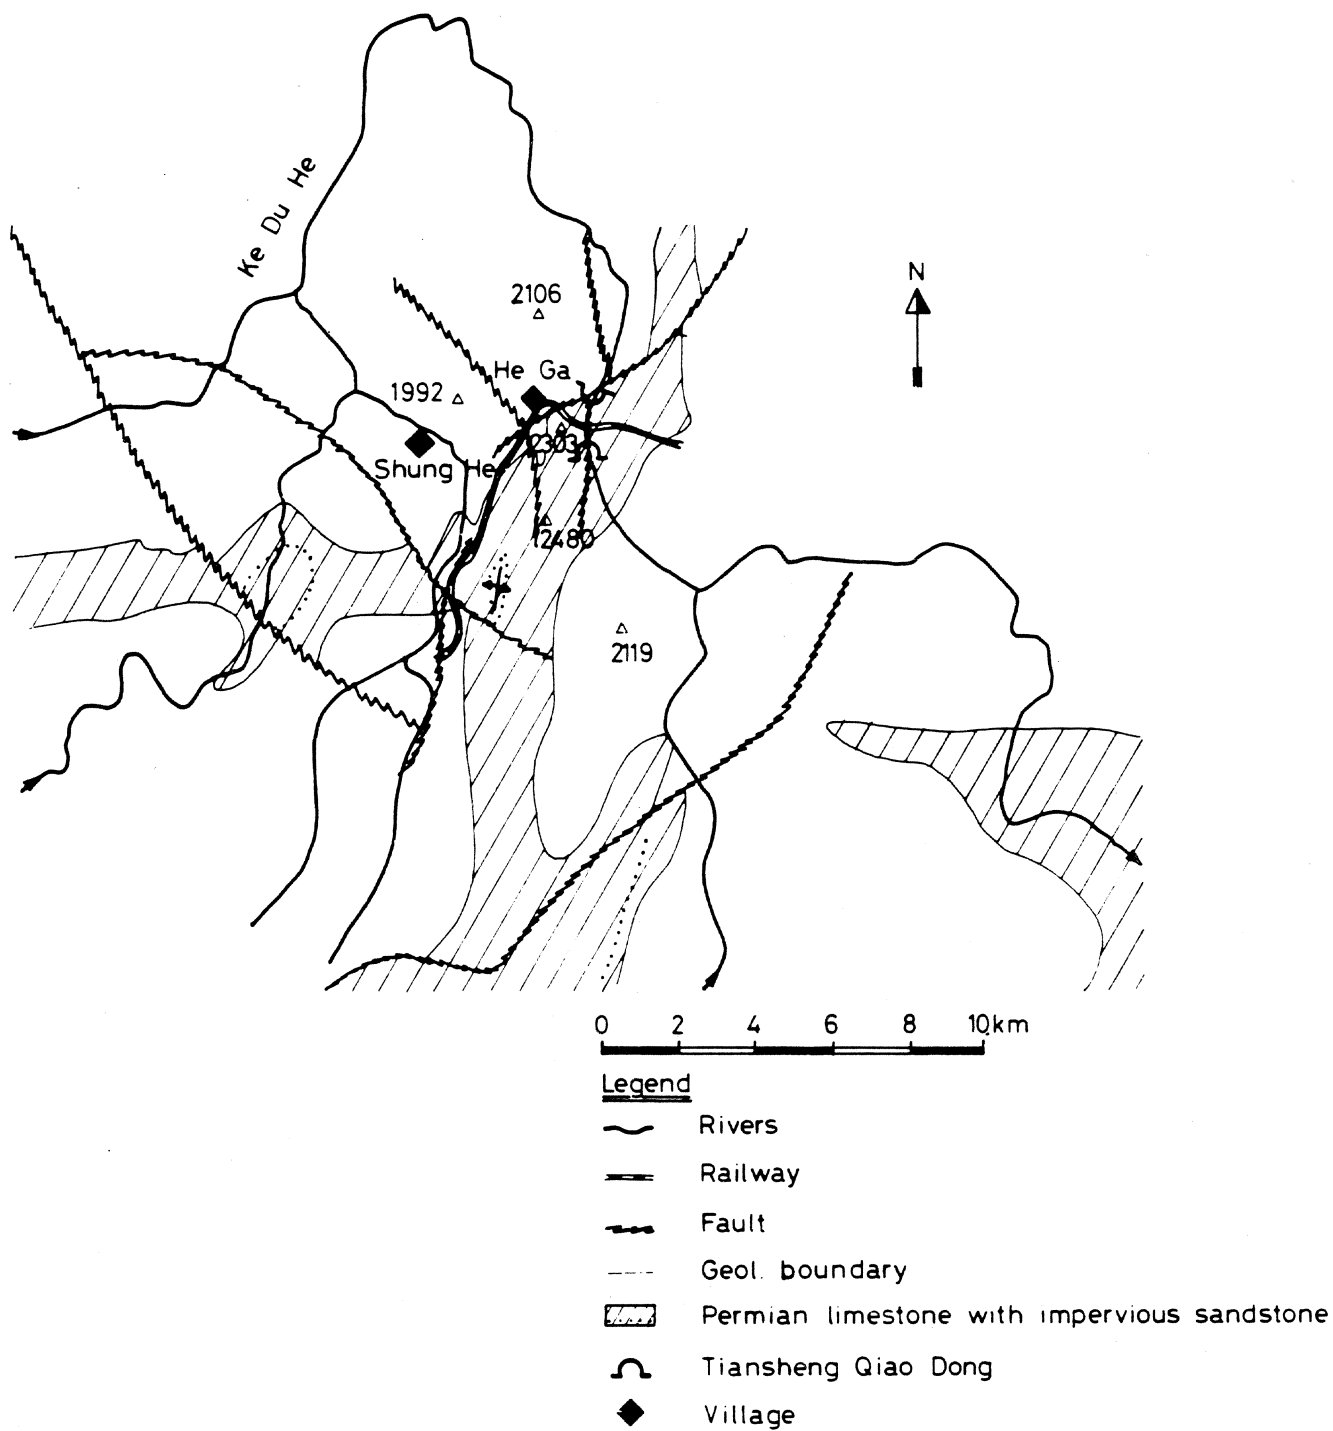 Ke Du He
N
2106
He Ga
1992
2303
Shung He
2480
2119
0 2 4 6 8 10km
Legend
Rivers
Railway
Fault
Geol. boundary
Permian limestone with impervious sandstone
Tiansheng Qiao Dong
Village